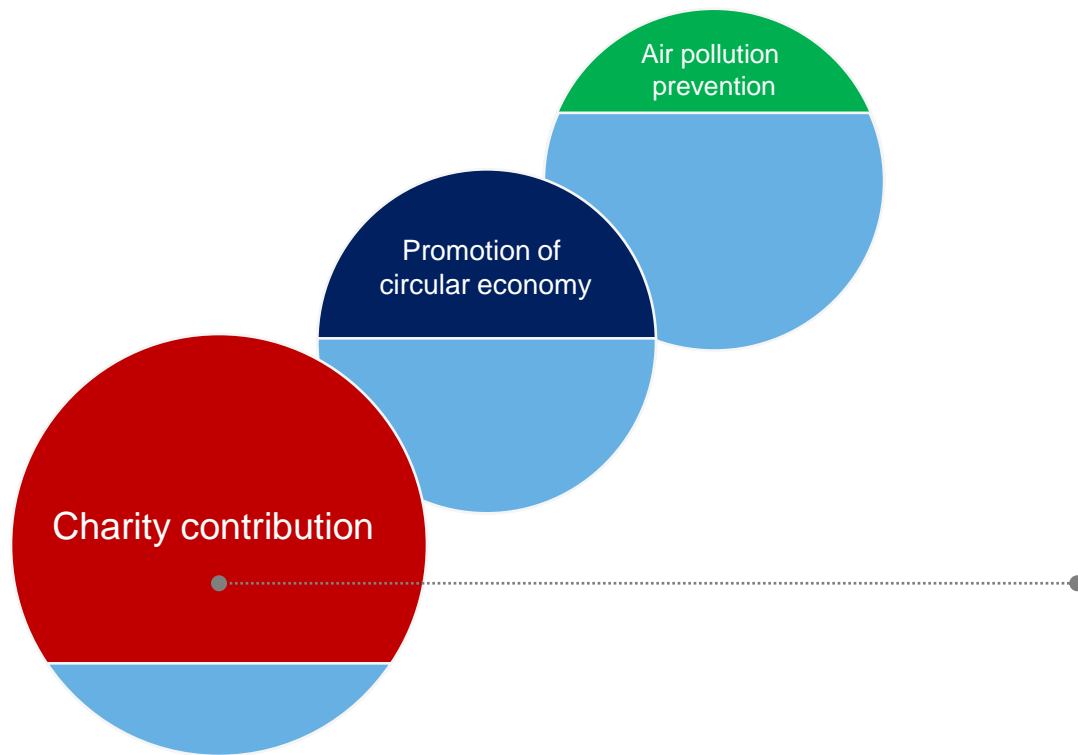 Air pollution
prevention
Promotion of
circular economy
Charity contribution